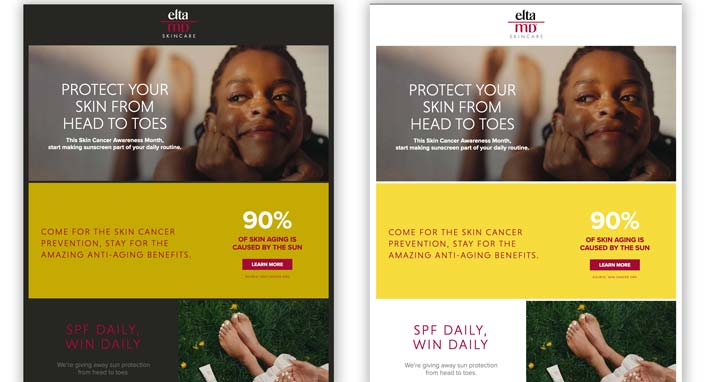 elta
MD
SKINCARE
PROTECT YOUR
SKIN FROM
HEAD TO TOES
This Skin Cancer Awareness Month,
start making sunscreen part of your daily routine.
COME FOR THE SKIN CANCER
PREVENTION, STAY FOR THE
AMAZING ANTI-AGING BENEFITS.
90%
OF SKIN AGING IS
CAUSED BY THE SUN
LEARN MORE
SPF DAILY,
WIN DAILY
We're giving away sun protection
from head to toes
elta
MD
SKINCARE
PROTECT YOUR
SKIN FROM
HEAD TO TOES
This Skin Cancer Awareness Month,
start making sunscreen part of your daily routine.
COME FOR THE SKIN CANCER
PREVENTION, STAY FOR THE
AMAZING ANTI-AGING BENEFITS.
90%
OF SKIN AGING IS
CAUSED BY THE SUN
LEARN MORE
SPF DAILY,
WIN DAILY
We're giving away sun protection
from head to toes.